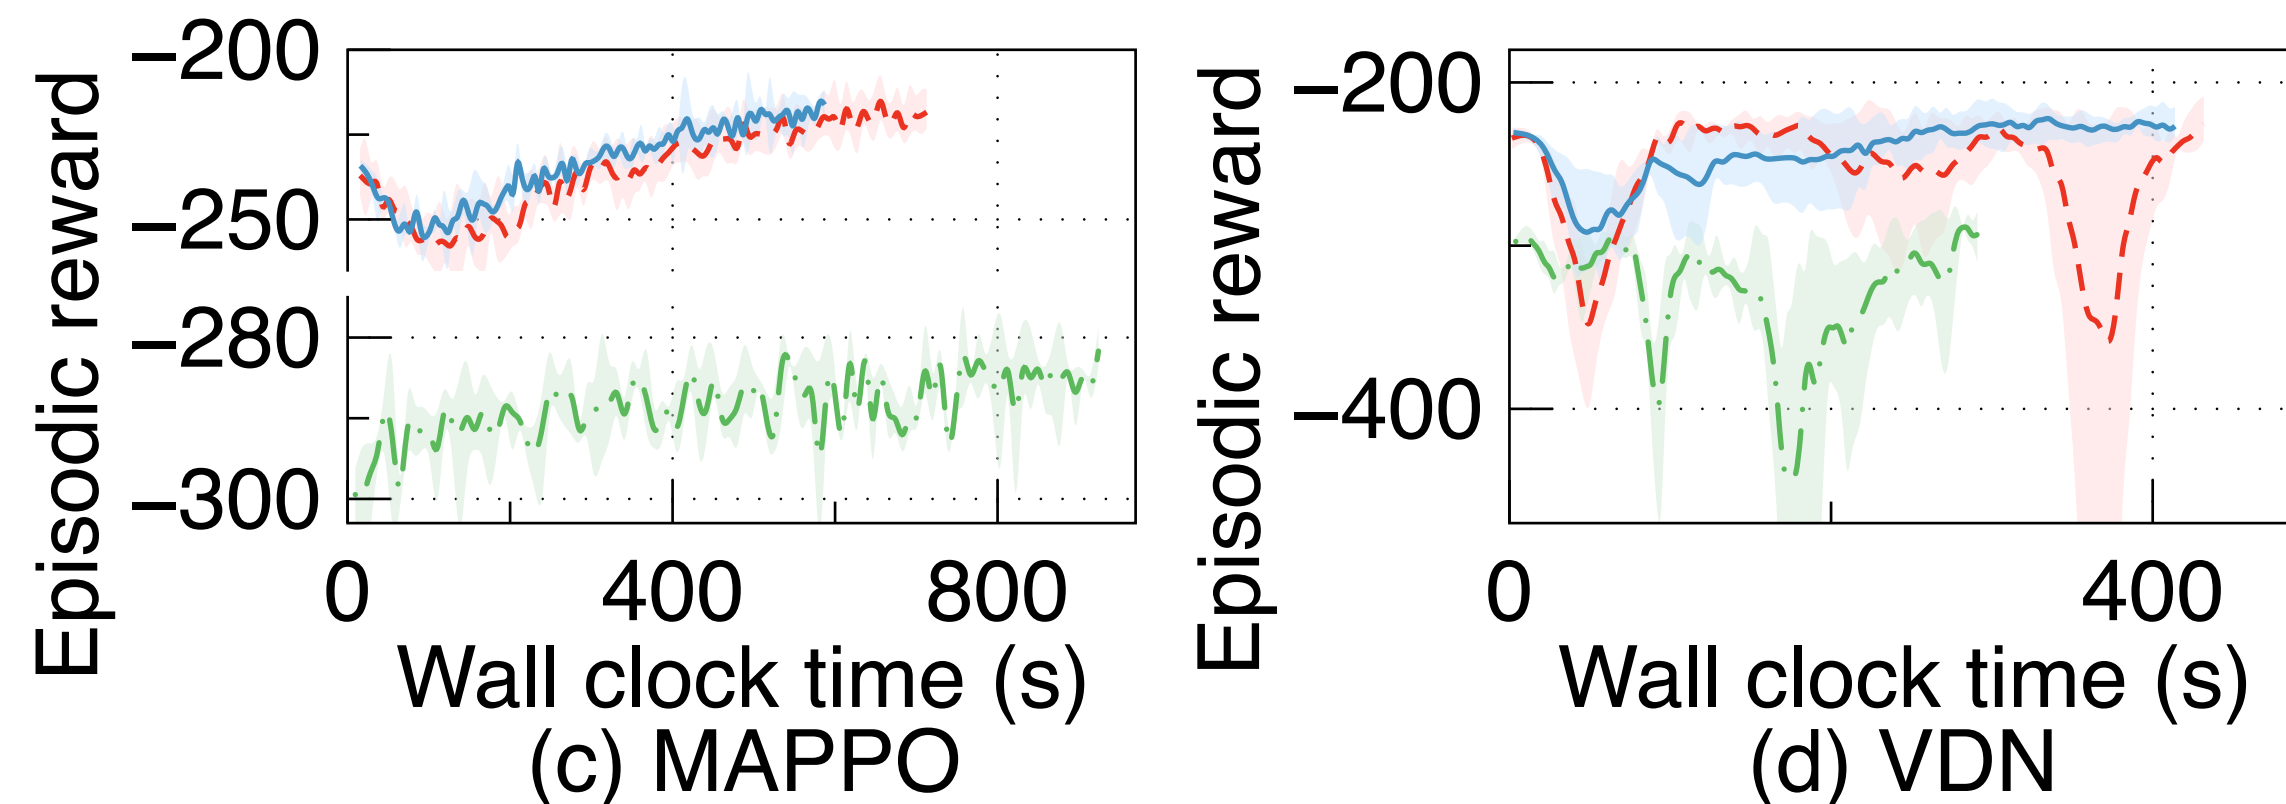 Episodic reward
−200
−250
−280
−300
0 400 800
Wall clock time (s)
(c) MAPPO
Episodic reward
−200
−400
0 400
Wall clock time (s)
(d) VDN